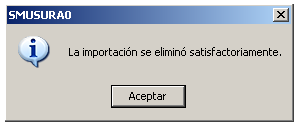 SMUSURA0
La importación se eliminó satisfactoriamente.
Aceptar